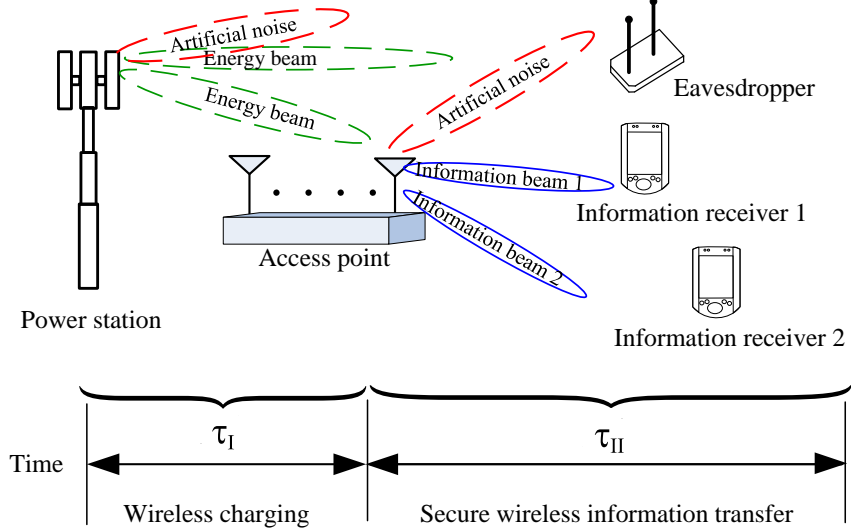 Artificial noise
Energy beam
Energy beam
Artificial noise
Eavesdropper
Information beam 1
Information receiver 1
Information beam 2
Access point
Power station
Information receiver 2
τI
τII
Time
Wireless charging
Secure wireless information transfer